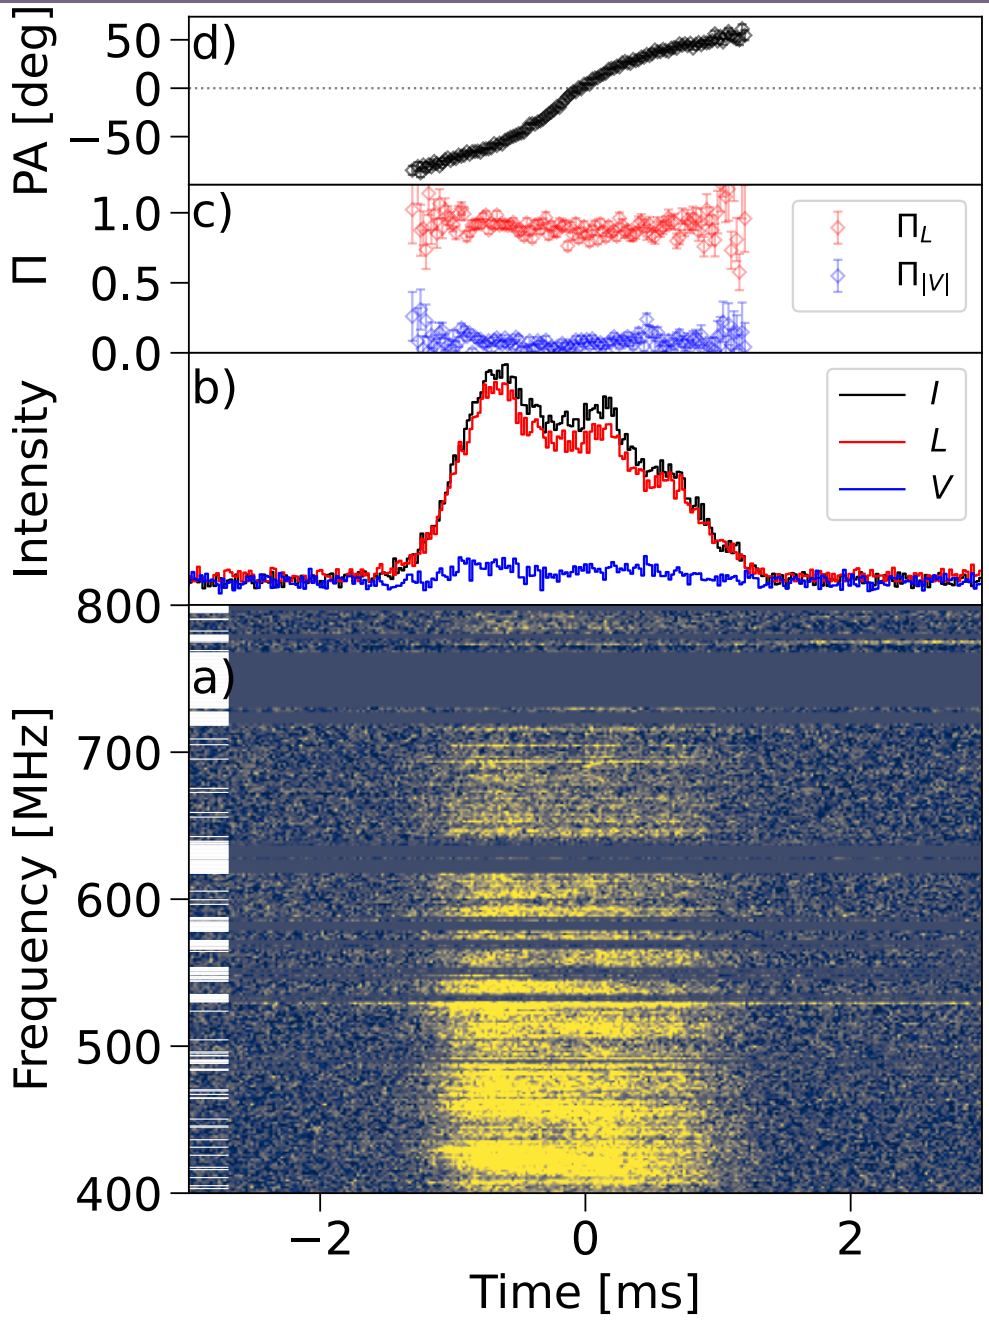 PA [deg]
50
0
−50
d)
Π
1.0
0.5
0.0
c)
Π_L
Π_|V|
Intensity
b)
I
L
V
Frequency [MHz]
800
700
600
500
400
a)
−2 0 2
Time [ms]